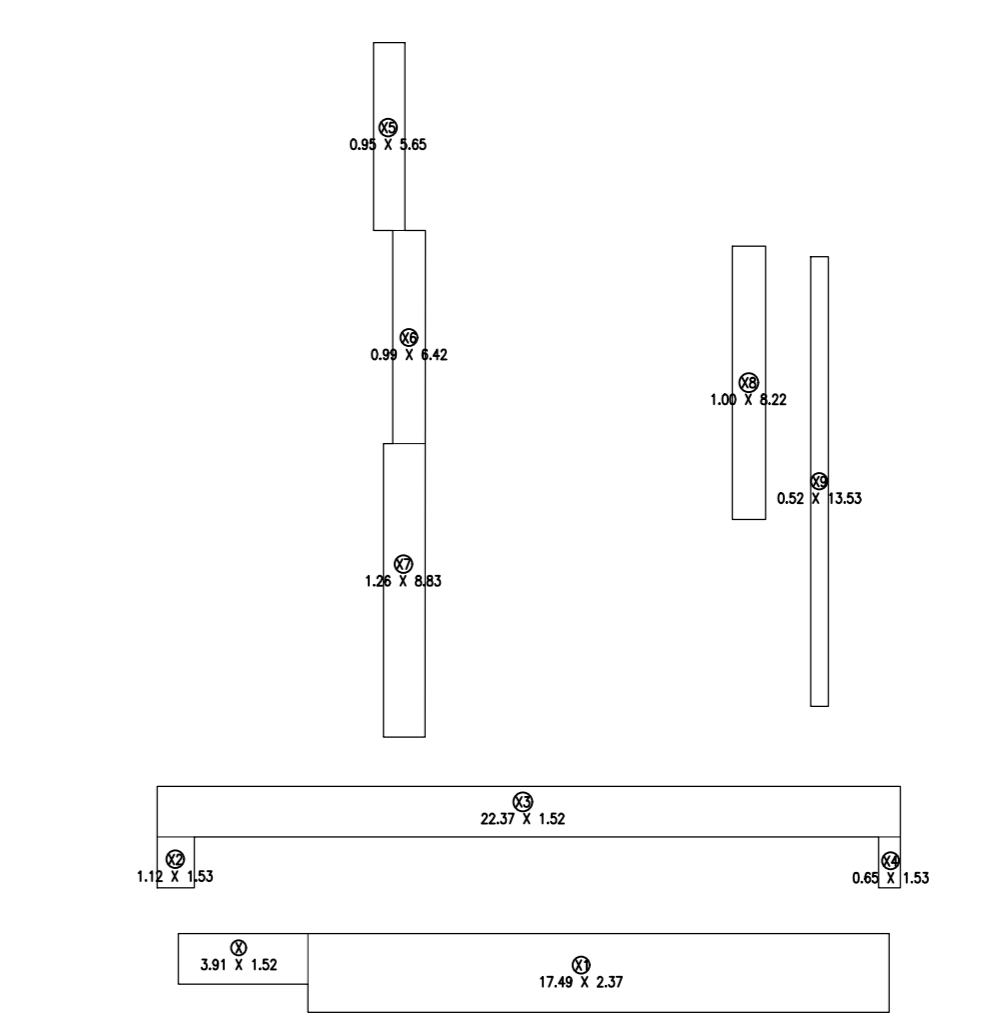 X5
0.95 X 5.65
X6
0.99 X 6.42
X8
1.00 X 8.22
X9
0.52 X 13.53
X7
1.26 X 8.83
X3
22.37 X 1.52
X2
1.12 X 1.53
X4
0.65 X 1.53
X
3.91 X 1.52
X1
17.49 X 2.37